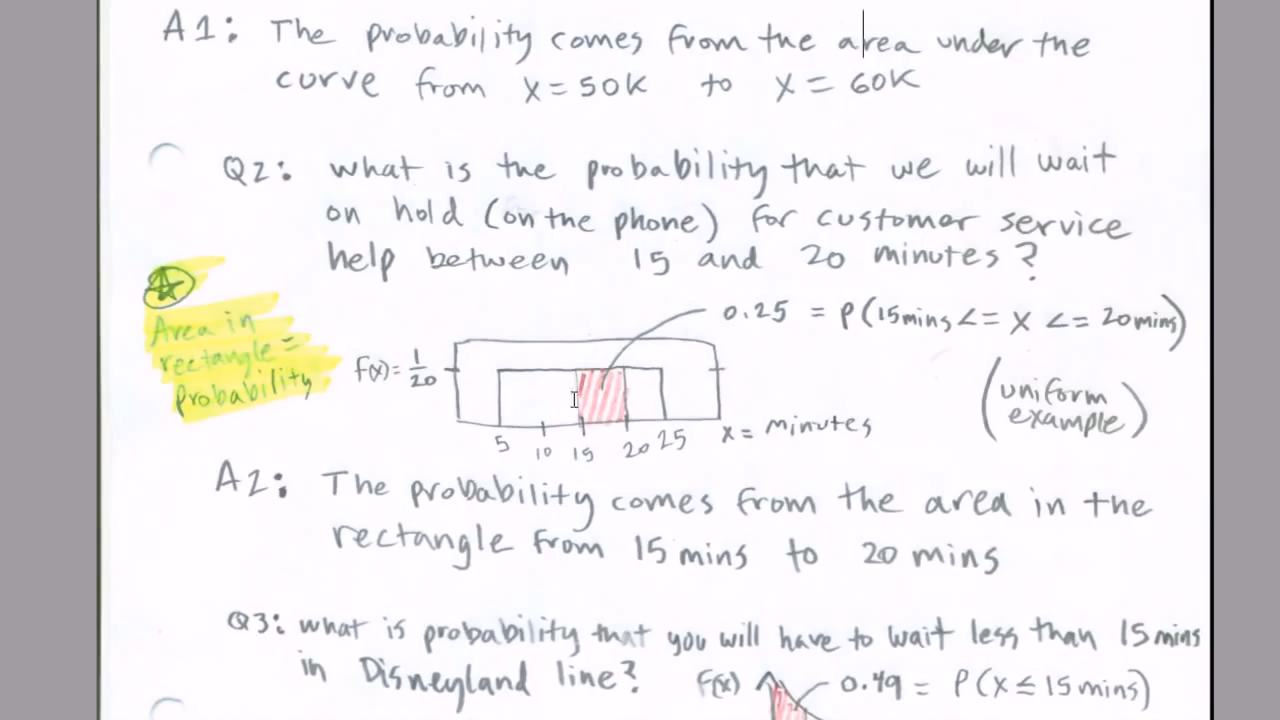 A1: The probability comes from the area under the
curve from x=50K to x = 60K
Q2: what is the probability that we will wait
on hold (on the phone) for customer service
help between 15 and 20 minutes?
Area in
rectangle =
Probability
0.25 = P(15mins <= X <= 20mins)
f(x) = 1/20
(uniform
example)
5 10 15 20 25 x = minutes
A2: The probability comes from the area in the
rectangle from 15 mins to 20 mins
Q3: what is probability that you will have to wait less than 15 mins
in Disneyland line?
f(x) 0.49 = P(X ≤ 15 mins)